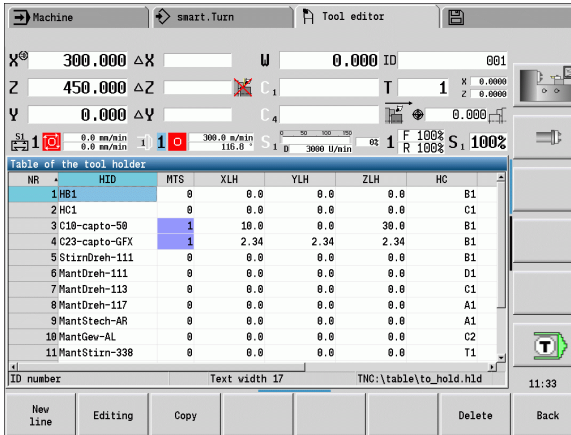 Machine smart.Turn Tool editor
X 300.000 ΔX W 0.000 ID 001
Z 450.000 ΔZ C1 T 1 X 0.0000 Z 0.0000
Y 0.000 ΔY C4 0.000
S1 1 0.0 mm/min 0.0 mm/min 1 1 300.0 m/min 116.8 ° S1 0 50 100 150 D 3000 U/min 0% 1 F 100% R 100% S1 100%
Table of the tool holder
NR HID MTS XLH YLH ZLH HC
1 HB1 0 0.0 0.0 0.0 B1
2 HC1 0 0.0 0.0 0.0 C1
3 C10-capto-50 1 10.0 0.0 30.0 B1
4 C23-capto-GFX 1 2.34 2.34 2.34 B1
5 StirnDreh-111 0 0.0 0.0 0.0 B1
6 MantDreh-111 0 0.0 0.0 0.0 D1
7 MantDreh-113 0 0.0 0.0 0.0 C1
8 MantDreh-117 0 0.0 0.0 0.0 A1
9 MantStech-AR 0 0.0 0.0 0.0 A1
10 MantGew-AL 0 0.0 0.0 0.0 C2
11 MantStirn-338 0 0.0 0.0 0.0 T1
T
ID number Text width 17 TNC:\table\to_hold.hld
11:33
New line Editing Copy Delete Back